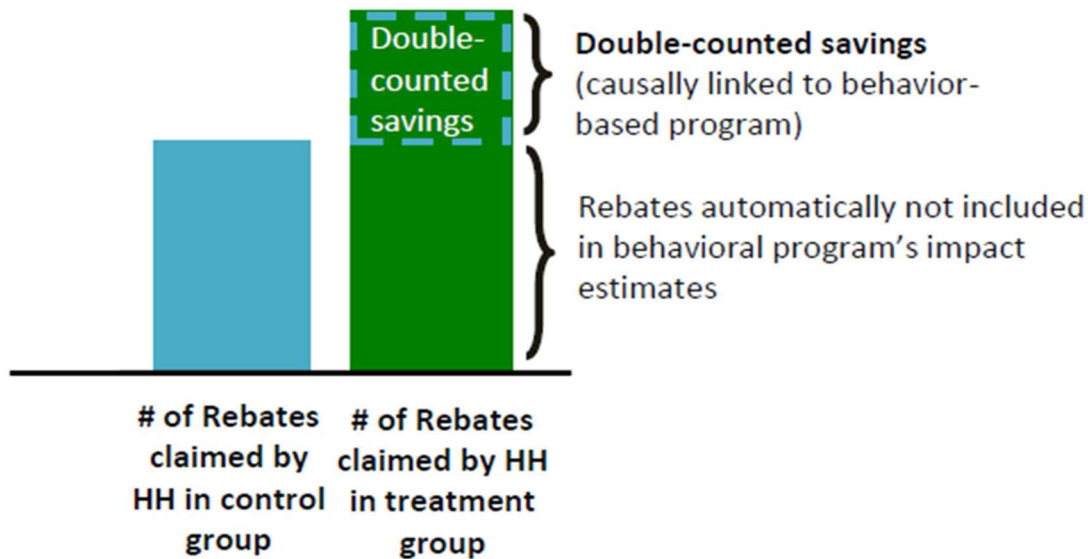 Double-
counted
savings
Double-counted savings
(causally linked to behavior-
based program)
Rebates automatically not included
in behavioral program’s impact
estimates
# of Rebates
claimed by
HH in control
group
# of Rebates
claimed by HH
in treatment
group